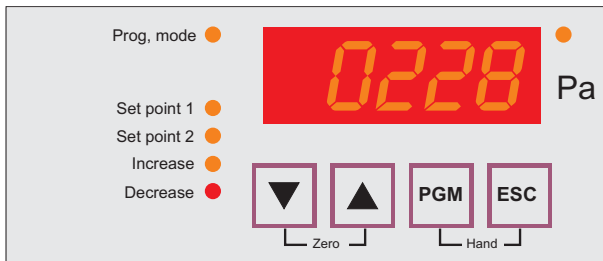 Prog, mode
0228
Pa
Set point 1
Set point 2
Increase
Decrease
PGM
ESC
Zero
Hand